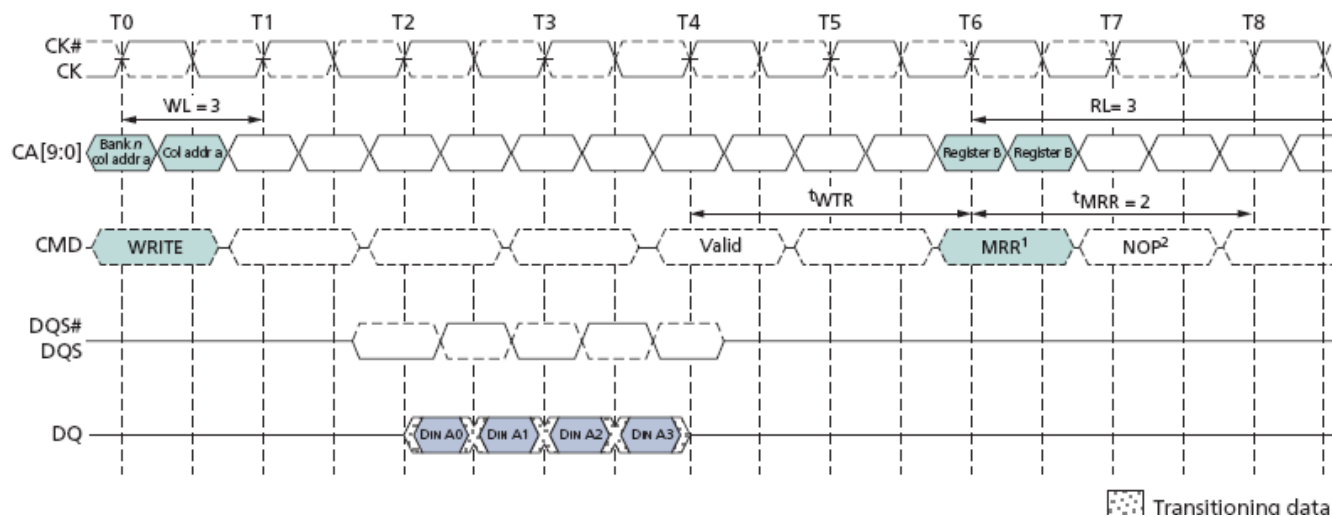 T0 T1 T2 T3 T4 T5 T6 T7 T8
CK#
CK
WL = 3 RL= 3
CA[9:0] Bank n col addr a Col addr a Register B Register B
tWTR tMRR = 2
CMD WRITE Valid MRR1 NOP2
DQS#
DQS
DQ DIN A0 DIN A1 DIN A2 DIN A3
Transitioning data